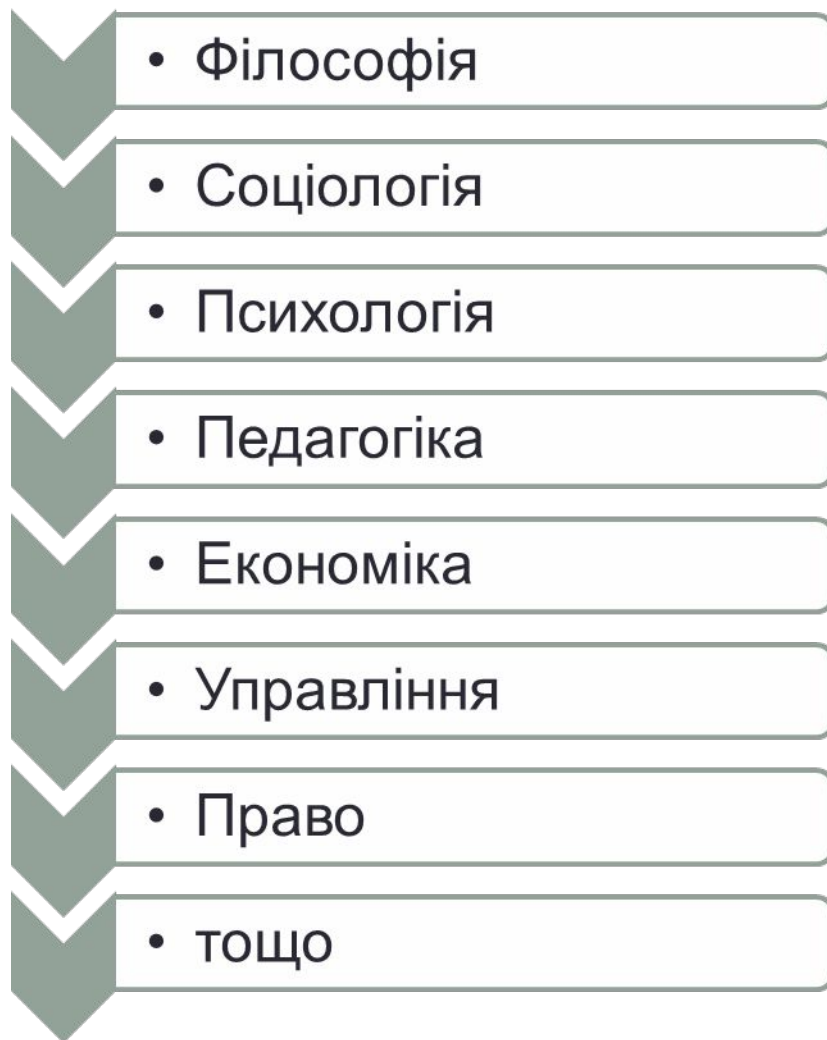 • Філософія
• Соціологія
• Психологія
• Педагогіка
• Економіка
• Управління
• Право
• тощо